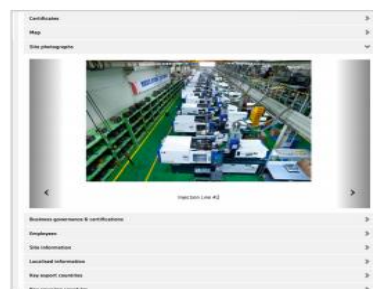 Certificates
Map
Site photographs
Injection Line #2
Business governance & certifications
Employees
Site information
Localised information
Key export countries